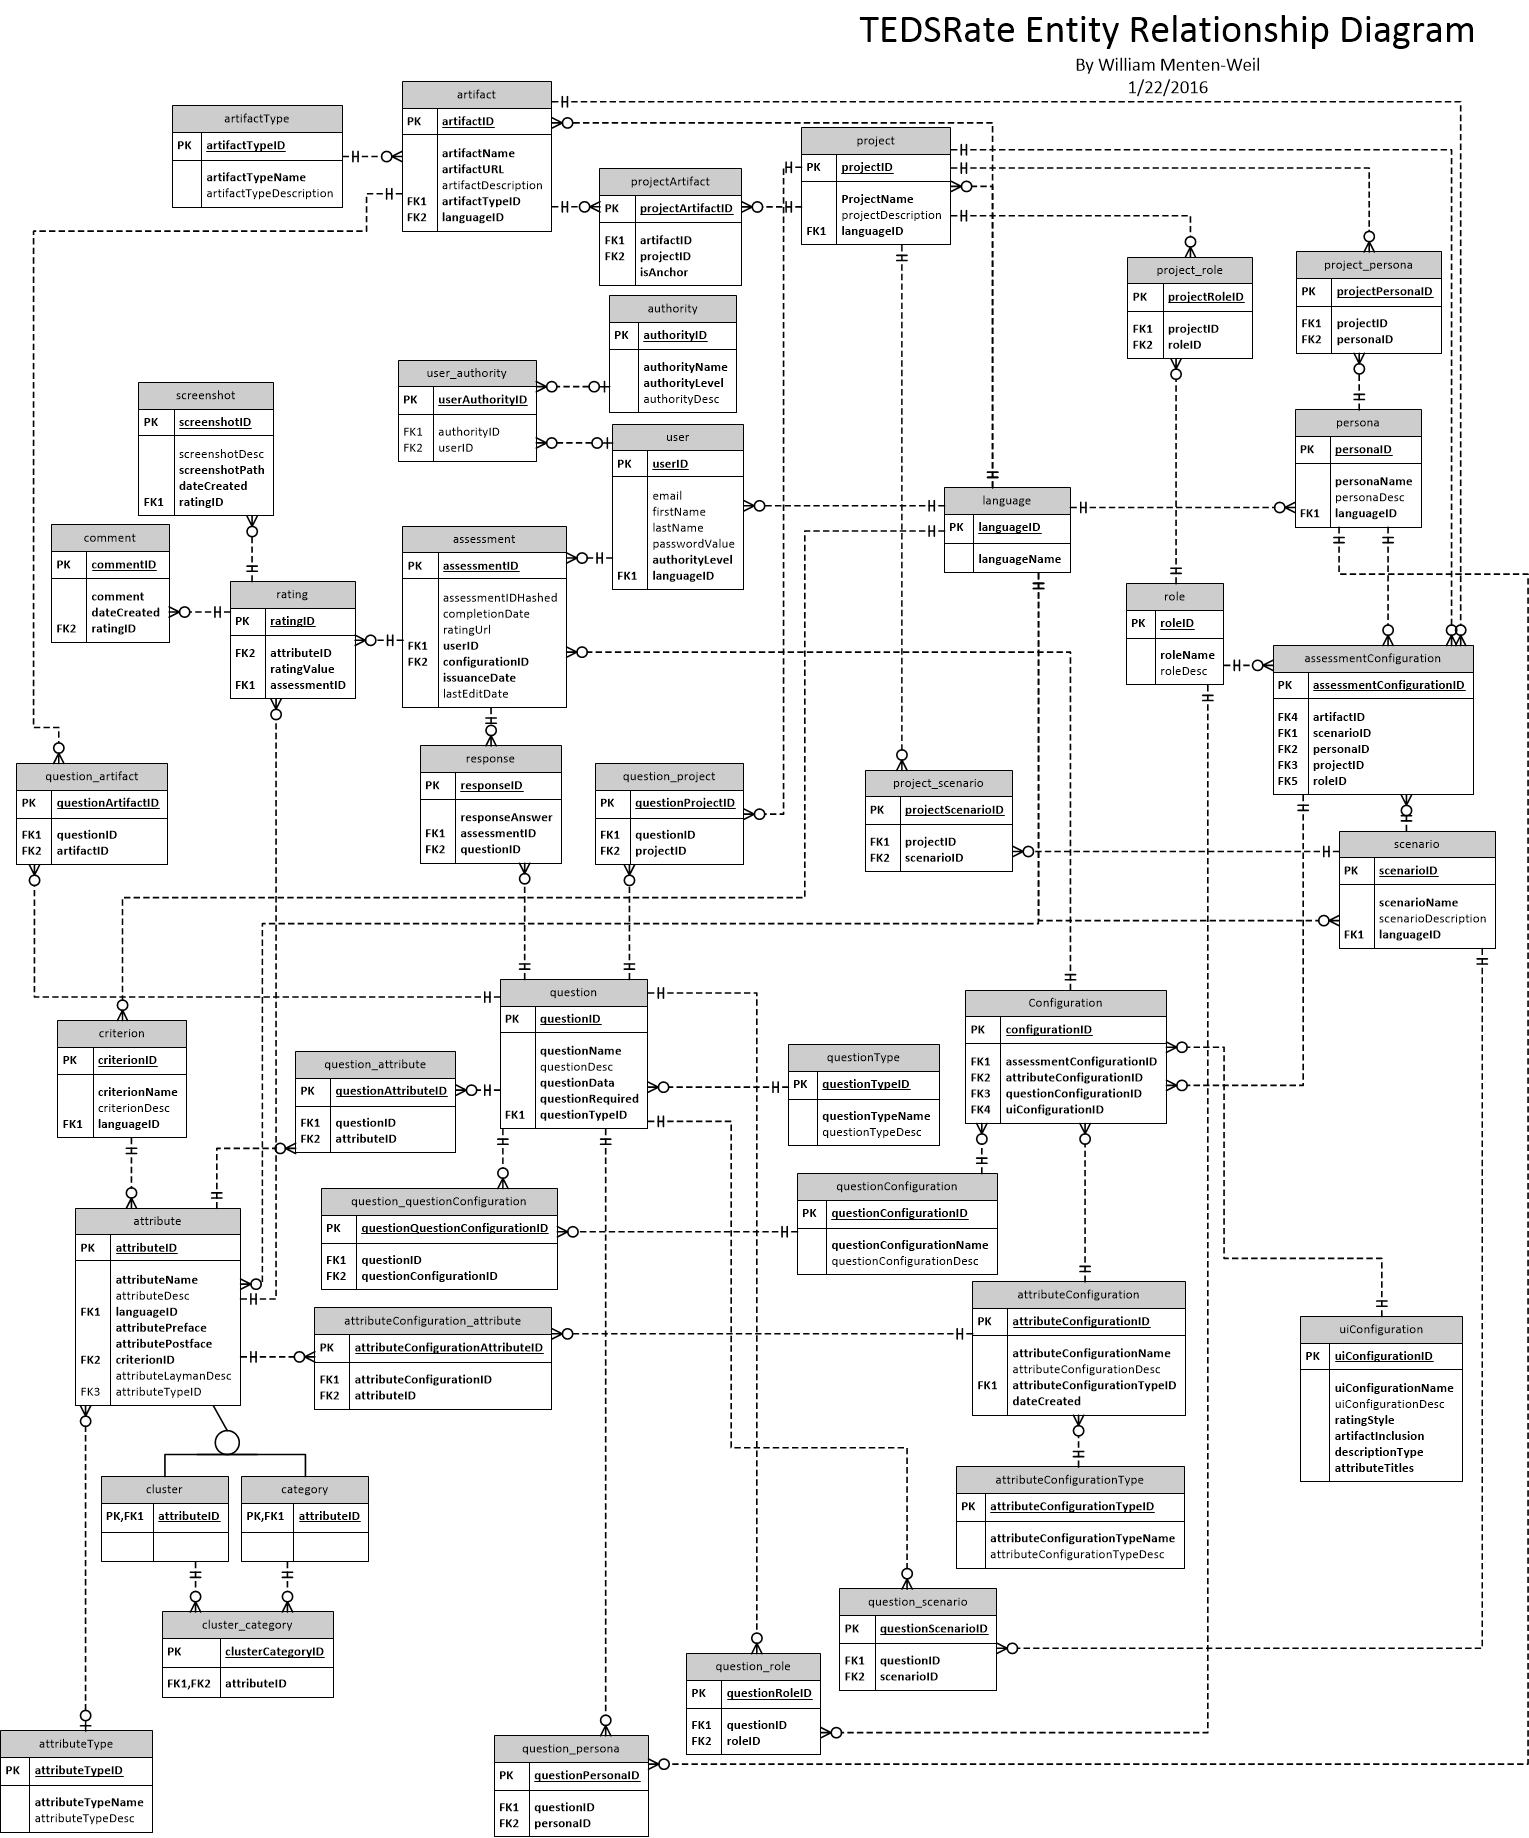 TEDSRate Entity Relationship Diagram
By William Menten-Weil
1/22/2016
artifact
PK artifactID
artifactName
artifactURL
artifactDescription
FK1 artifactTypeID
FK2 languageID
artifactType
PK artifactTypeID
artifactTypeName
artifactTypeDescription
project
PK projectID
ProjectName
projectDescription
FK1 languageID
projectArtifact
PK projectArtifactID
FK1 artifactID
FK2 projectID
isAnchor
project_role
PK projectRoleID
FK1 projectID
FK2 roleID
project_persona
PK projectPersonaID
FK1 projectID
FK2 personaID
authority
PK authorityID
authorityName
authorityLevel
authorityDesc
user_authority
PK userAuthorityID
FK1 authorityID
FK2 userID
screenshot
PK screenshotID
screenshotDesc
screenshotPath
dateCreated
FK1 ratingID
user
PK userID
email
firstName
lastName
passwordValue
authorityLevel
FK1 languageID
persona
PK personaID
personaName
personaDesc
FK1 languageID
language
PK languageID
languageName
comment
PK commentID
comment
dateCreated
FK2 ratingID
assessment
PK assessmentID
assessmentIDHashed
completionDate
ratingUrl
FK1 userID
FK2 configurationID
issuanceDate
lastEditDate
rating
PK ratingID
FK2 attributeID
ratingValue
FK1 assessmentID
role
PK roleID
roleName
roleDesc
assessmentConfiguration
PK assessmentConfigurationID
FK4 artifactID
FK1 scenarioID
FK2 personaID
FK3 projectID
FK5 roleID
response
PK responseID
responseAnswer
FK1 assessmentID
FK2 questionID
question_artifact
PK questionArtifactID
FK1 questionID
FK2 artifactID
question_project
PK questionProjectID
FK1 questionID
FK2 projectID
project_scenario
PK projectScenarioID
FK1 projectID
FK2 scenarioID
scenario
PK scenarioID
scenarioName
scenarioDescription
FK1 languageID
question
PK questionID
questionName
questionDesc
questionData
questionRequired
FK1 questionTypeID
Configuration
PK configurationID
FK1 assessmentConfigurationID
FK2 attributeConfigurationID
FK3 questionConfigurationID
FK4 uiConfigurationID
criterion
PK criterionID
criterionName
criterionDesc
FK1 languageID
question_attribute
PK questionAttributeID
FK1 questionID
FK2 attributeID
questionType
PK questionTypeID
questionTypeName
questionTypeDesc
questionConfiguration
PK questionConfigurationID
questionConfigurationName
questionConfigurationDesc
question_questionConfiguration
PK questionQuestionConfigurationID
FK1 questionID
FK2 questionConfigurationID
attribute
PK attributeID
attributeName
attributeDesc
FK1 languageID
attributePreface
attributePostface
FK2 criterionID
attributeLaymanDesc
FK3 attributeTypeID
attributeConfiguration_attribute
PK attributeConfigurationAttributeID
FK1 attributeConfigurationID
FK2 attributeID
attributeConfiguration
PK attributeConfigurationID
attributeConfigurationName
attributeConfigurationDesc
FK1 attributeConfigurationTypeID
dateCreated
uiConfiguration
PK uiConfigurationID
uiConfigurationName
uiConfigurationDesc
ratingStyle
artifactInclusion
descriptionType
attributeTitles
attributeConfigurationType
PK attributeConfigurationTypeID
attributeConfigurationTypeName
attributeConfigurationTypeDesc
cluster
PK,FK1 attributeID
category
PK,FK1 attributeID
cluster_category
PK clusterCategoryID
FK1,FK2 attributeID
question_scenario
PK questionScenarioID
FK1 questionID
FK2 scenarioID
question_role
PK questionRoleID
FK1 questionID
FK2 roleID
attributeType
PK attributeTypeID
attributeTypeName
attributeTypeDesc
question_persona
PK questionPersonaID
FK1 questionID
FK2 personaID